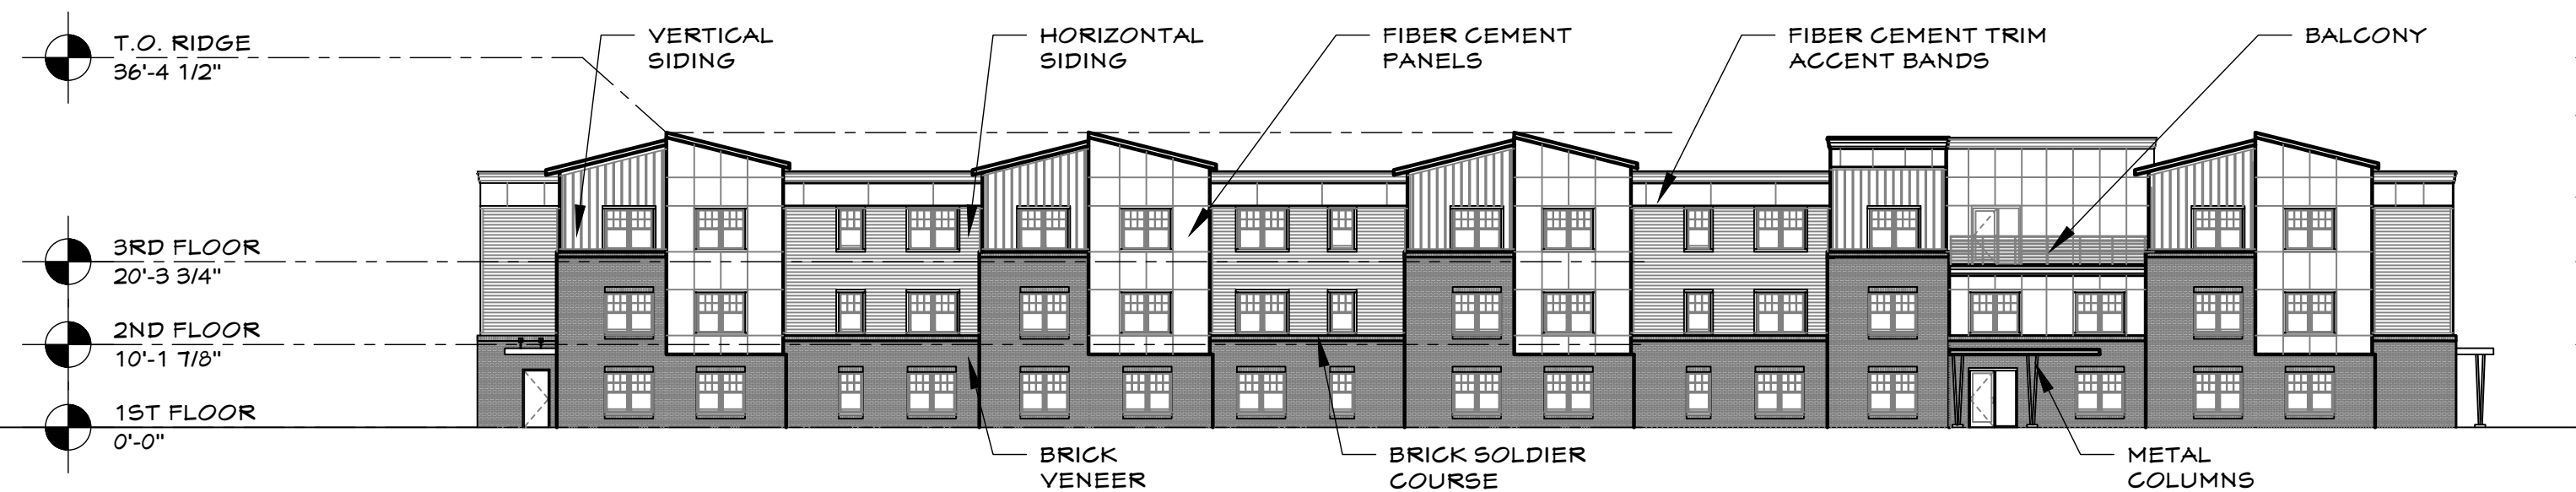 T.O. RIDGE
36'-4 1/2"
VERTICAL
SIDING
HORIZONTAL
SIDING
FIBER CEMENT
PANELS
FIBER CEMENT TRIM
ACCENT BANDS
BALCONY
3RD FLOOR
20'-3 3/4"
2ND FLOOR
10'-1 7/8"
1ST FLOOR
0'-0"
BRICK
VENEER
BRICK SOLDIER
COURSE
METAL
COLUMNS